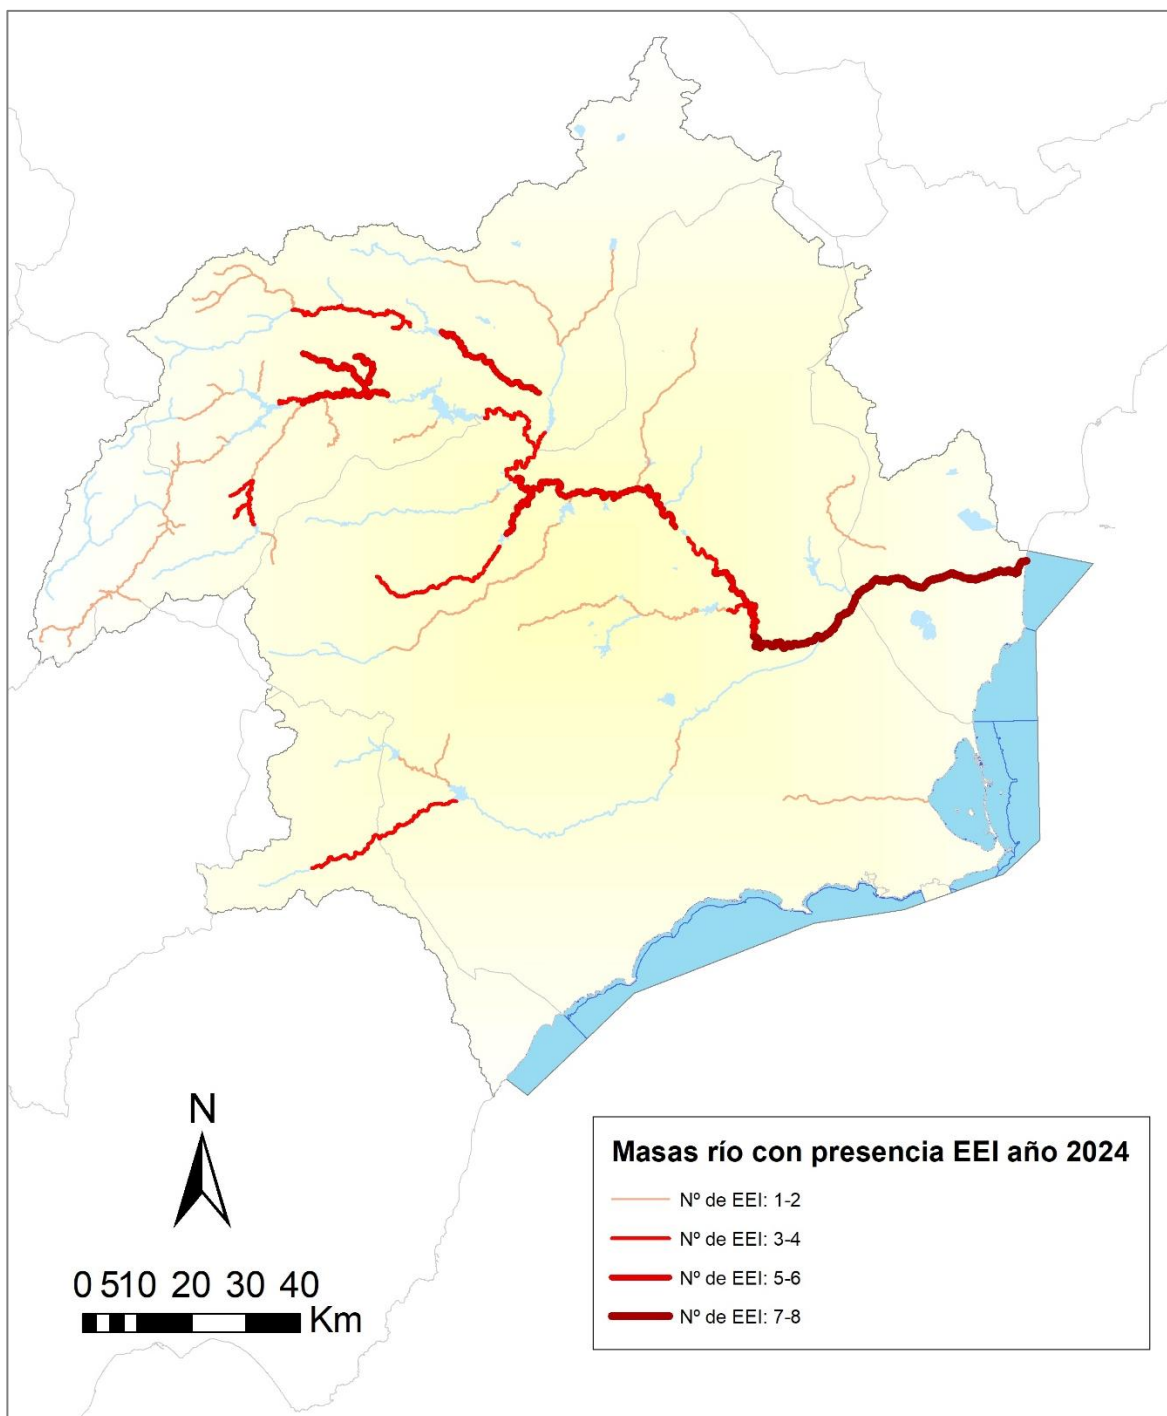 N
0 510 20 30 40
Km
Masas río con presencia EEI año 2024
Nº de EEI: 1-2
Nº de EEI: 3-4
Nº de EEI: 5-6
Nº de EEI: 7-8